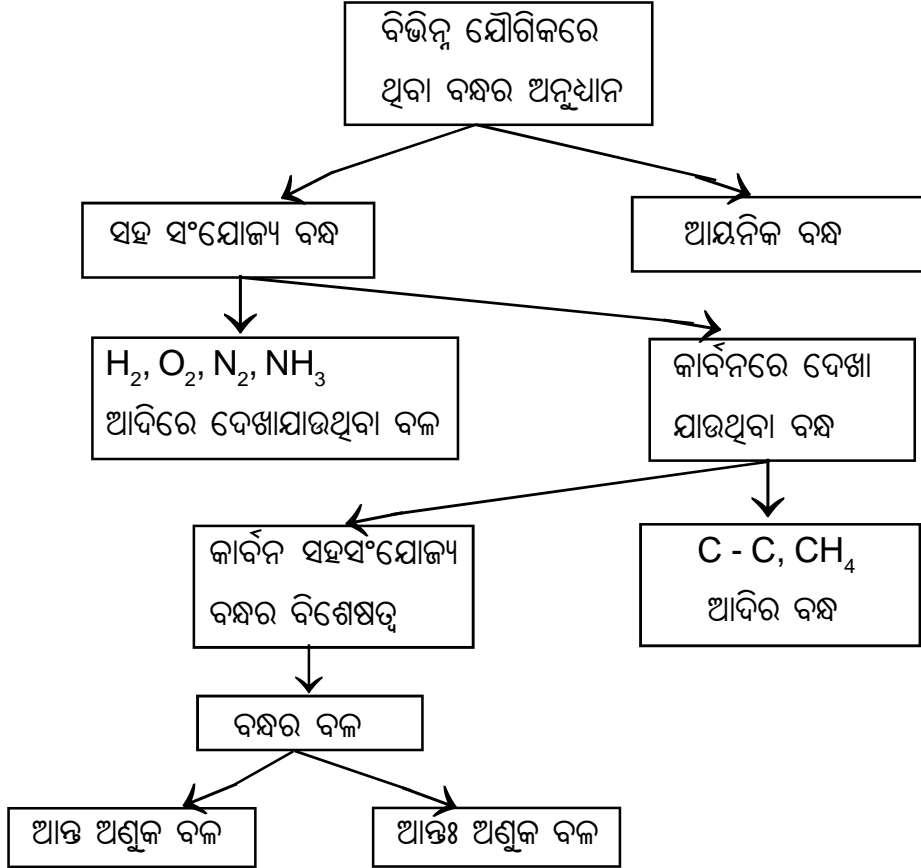 ବିଭିନ୍ନ ଯୌଗିକରେ
ଥିବା ବନ୍ଧର ଅନୁଧ୍ୟାନ
ସହ ସଂଯୋଜ୍ୟ ବନ୍ଧ
ଆୟନିକ ବନ୍ଧ
H₂, O₂, N₂, NH₃
ଆଦିରେ ଦେଖାଯାଉଥିବା ବଳ
କାର୍ବନରେ ଦେଖା
ଯାଉଥିବା ବନ୍ଧ
କାର୍ବନ ସହସଂଯୋଜ୍ୟ
ବନ୍ଧର ବିଶେଷତ୍ୱ
C - C, CH₄
ଆଦିର ବନ୍ଧ
ବନ୍ଧର ବଳ
ଆନ୍ତ ଅଣୁକ ବଳ
ଆନ୍ତଃ ଅଣୁକ ବଳ